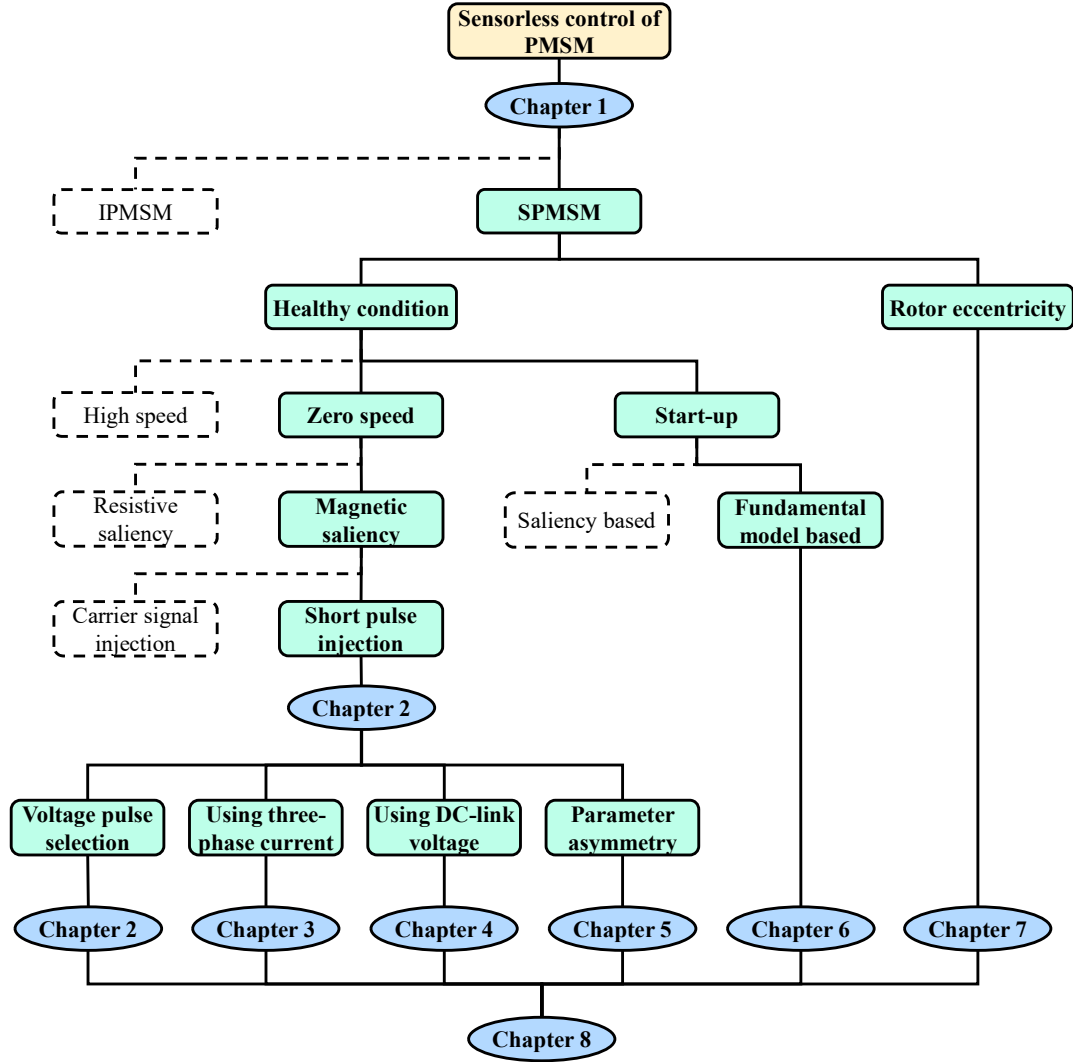 Sensorless control of
PMSM
Chapter 1
IPMSM
SPMSM
Healthy condition
Rotor eccentricity
High speed
Zero speed
Start-up
Resistive
saliency
Magnetic
saliency
Saliency based
Fundamental
model based
Carrier signal
injection
Short pulse
injection
Chapter 2
Voltage pulse
selection
Using three-
phase current
Using DC-link
voltage
Parameter
asymmetry
Chapter 2
Chapter 3
Chapter 4
Chapter 5
Chapter 6
Chapter 7
Chapter 8